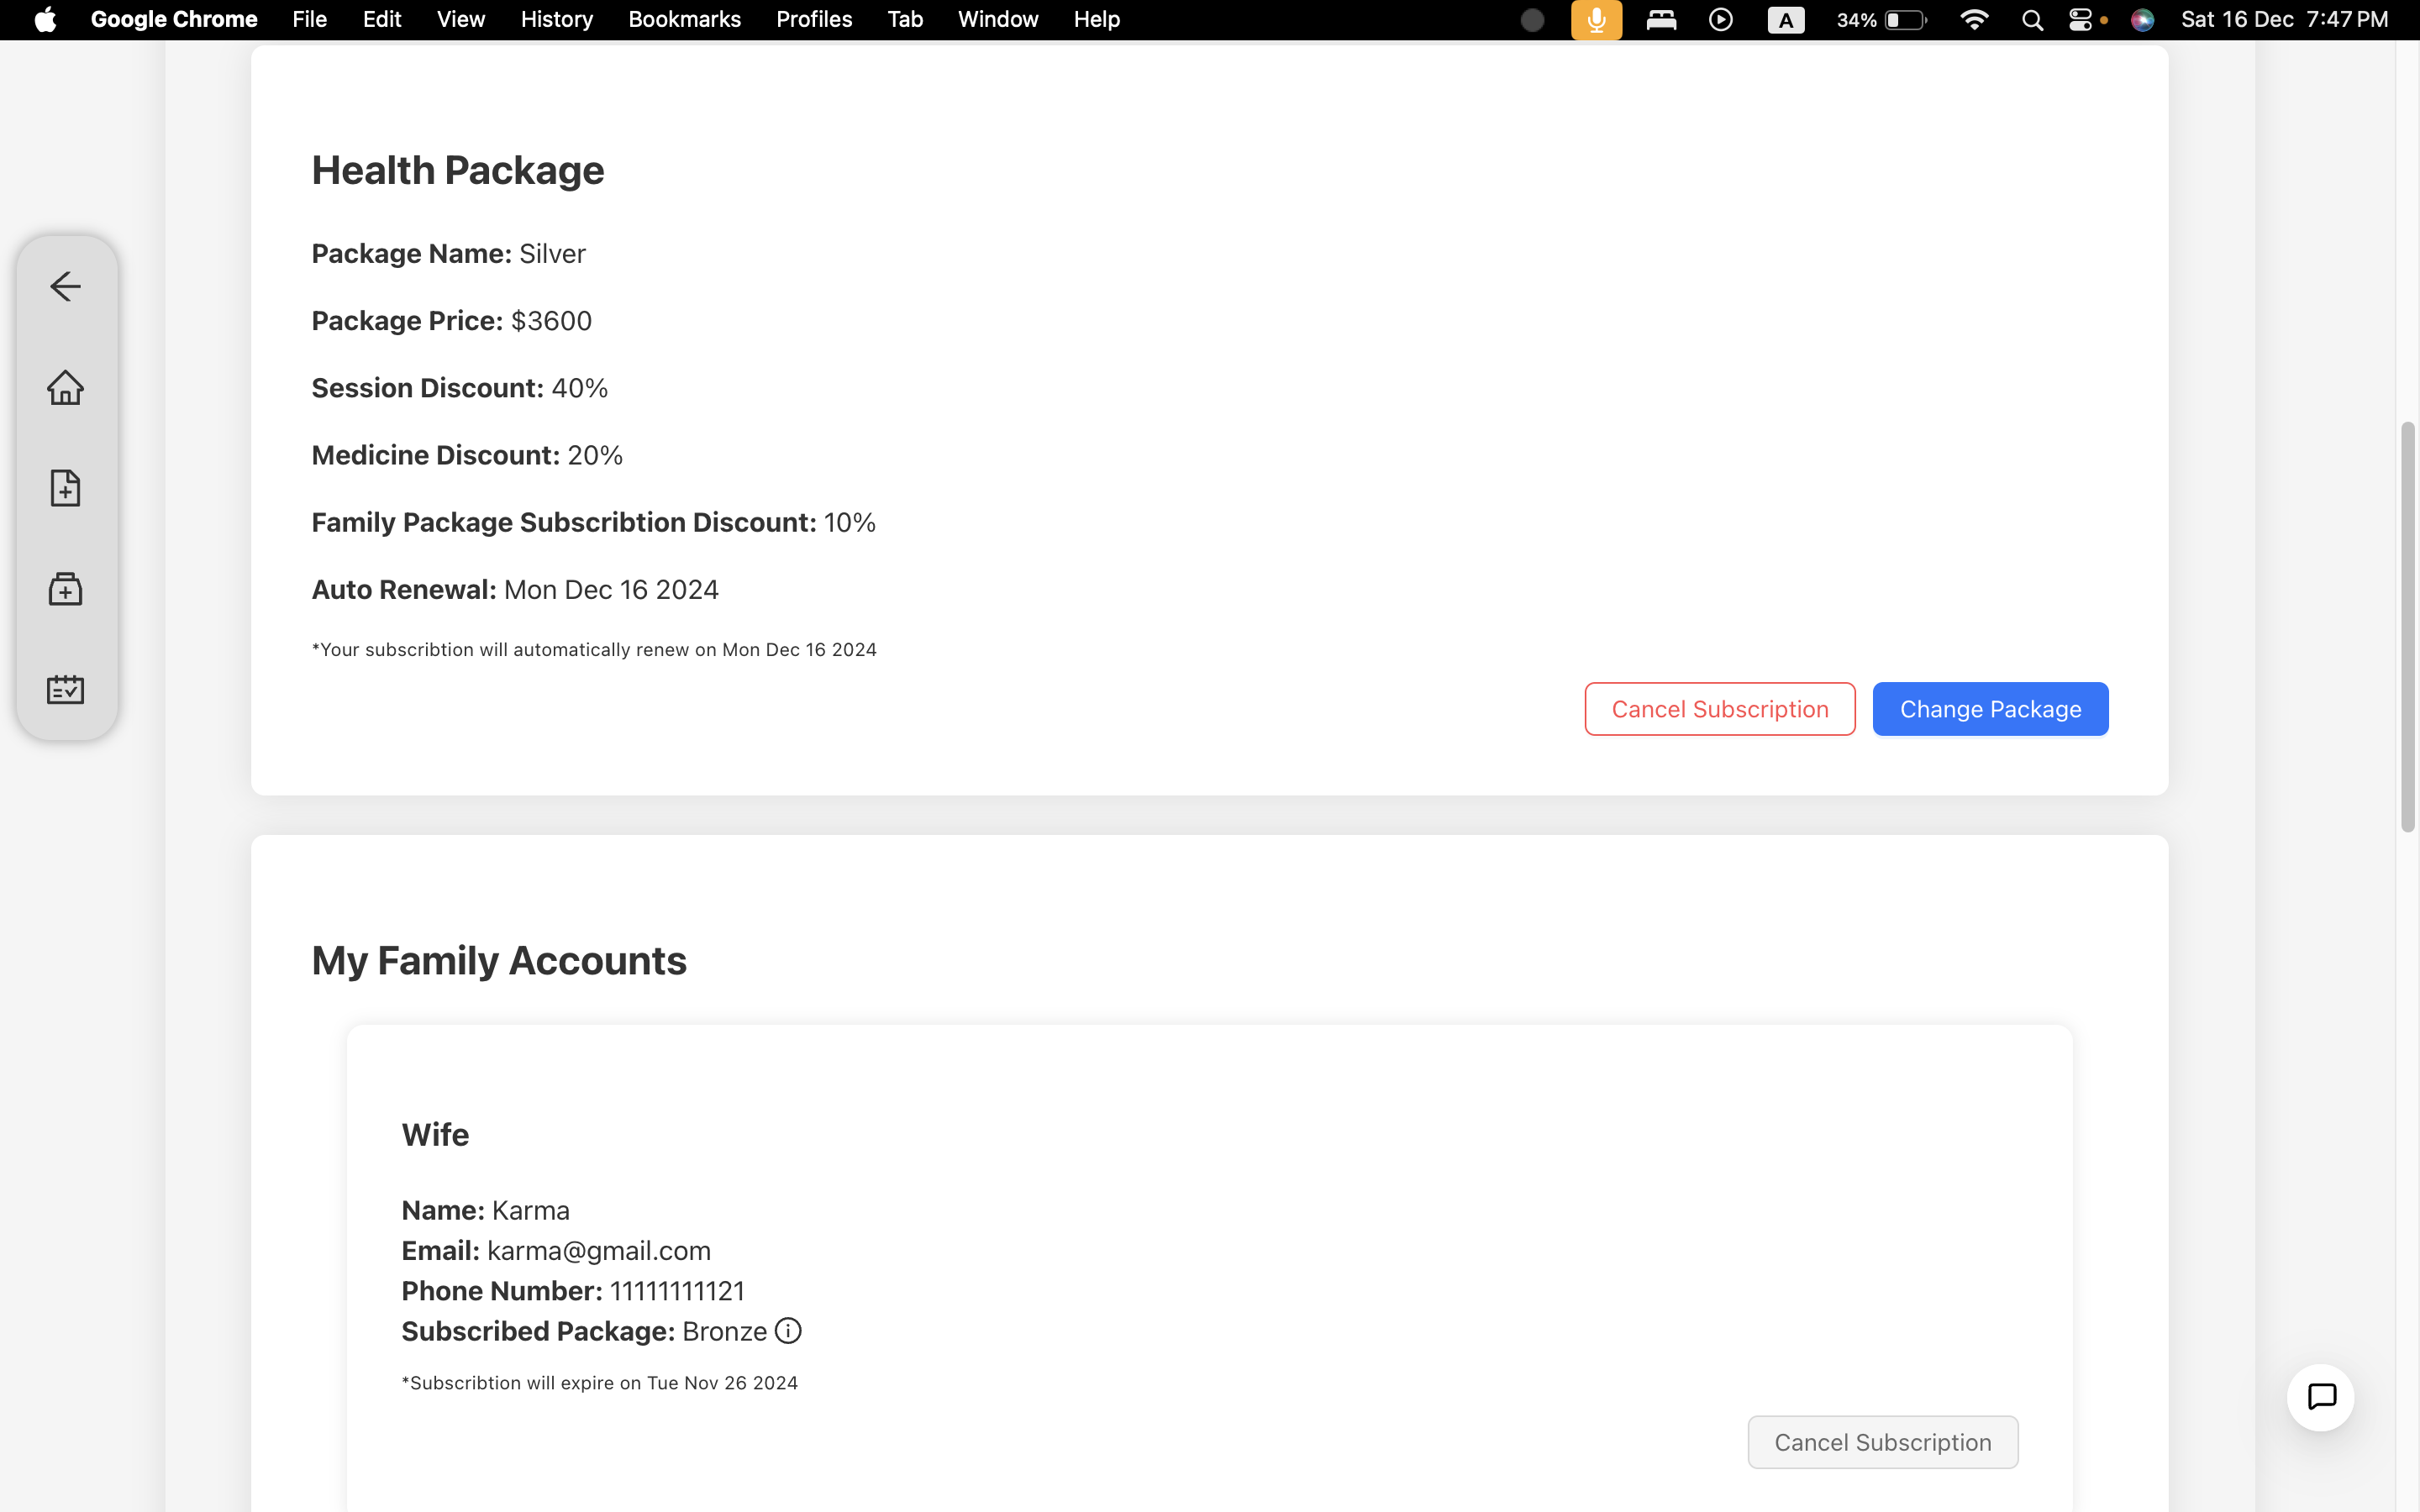 Google Chrome File Edit View History Bookmarks Profiles Tab Window Help A 34% Sat 16 Dec 7:47 PM
Health Package
Package Name: Silver
Package Price: $3600
Session Discount: 40%
Medicine Discount: 20%
Family Package Subscribtion Discount: 10%
Auto Renewal: Mon Dec 16 2024
*Your subscribtion will automatically renew on Mon Dec 16 2024
Cancel Subscription Change Package
My Family Accounts
Wife
Name: Karma
Email: karma@gmail.com
Phone Number: 11111111121
Subscribed Package: Bronze
*Subscribtion will expire on Tue Nov 26 2024
Cancel Subscription